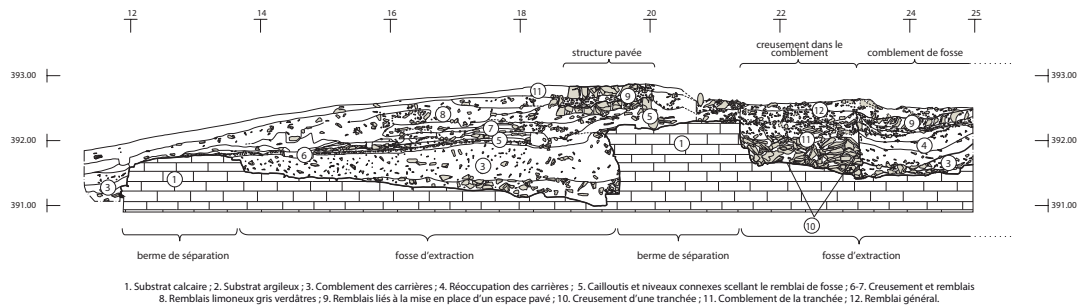 12 14 16 18 20 22 24 25
structure pavée
creusement dans le
comblement
comblement de fosse
393.00 393.00
392.00 392.00
391.00 391.00
11 9 8 7 5 6 3 5 1 12 11 9 4 3
3 1
10
berme de séparation fosse d'extraction berme de séparation fosse d'extraction
1. Substrat calcaire ; 2. Substrat argileux ; 3. Comblement des carrières ; 4. Réoccupation des carrières ; 5. Cailloutis et niveaux connexes scellant le remblai de fosse ; 6-7. Creusement et remblais
8. Remblais limoneux gris verdâtres ; 9. Remblais liés à la mise en place d'un espace pavé ; 10. Creusement d'une tranchée ; 11. Comblement de la tranchée ; 12. Remblai général.